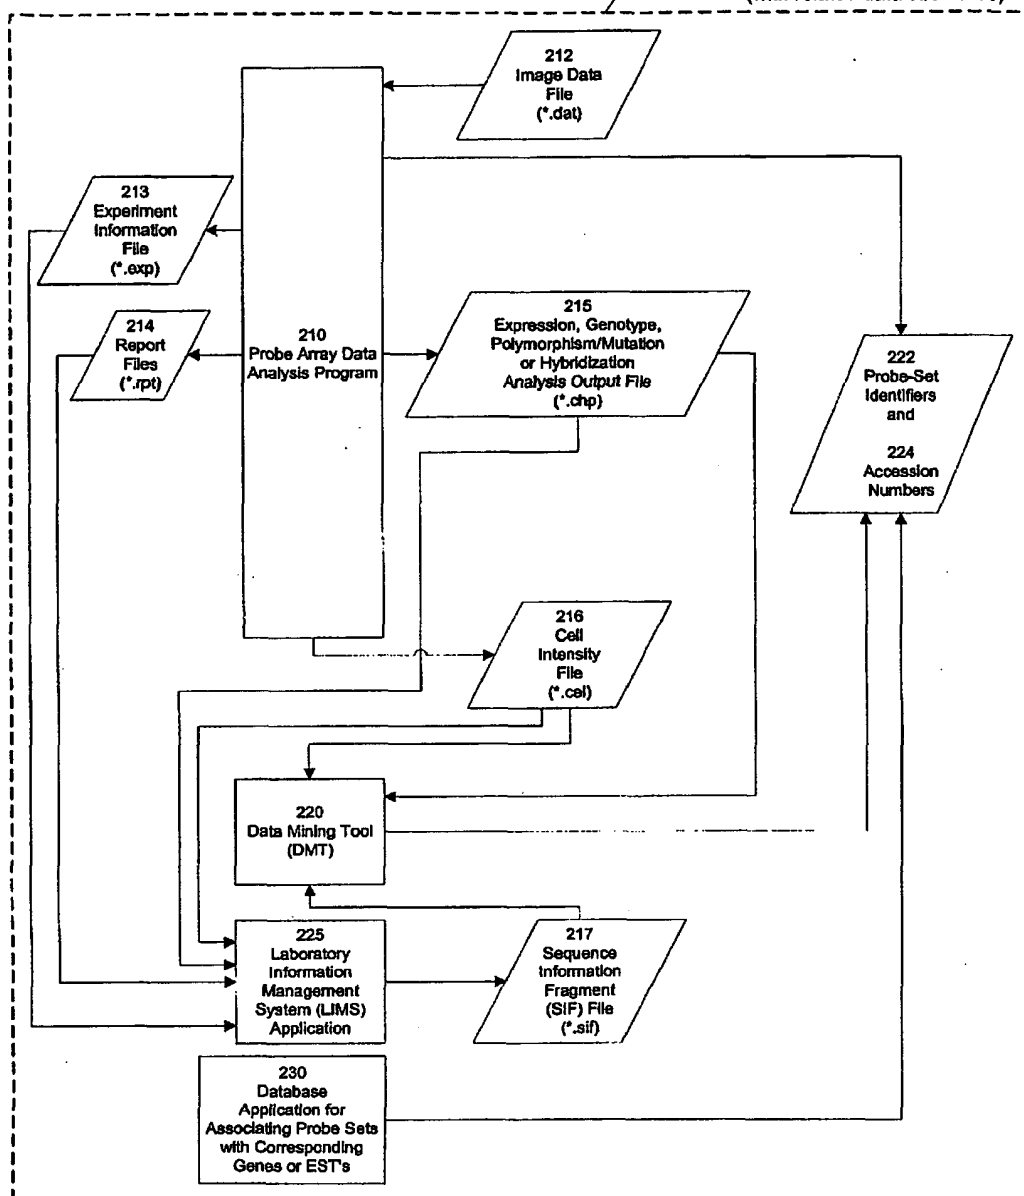 212
Image Data
File
(*.dat)
213
Experiment
Information
File
(*.exp)
214
Report
Files
(*.rpt)
210
Probe Array Data
Analysis Program
215
Expression, Genotype,
Polymorphism/Mutation
or Hybridization
Analysis Output File
(*.chp)
222
Probe-Set
Identifiers
and
224
Accession
Numbers
216
Cell
Intensity
File
(*.cel)
220
Data Mining Tool
(DMT)
225
Laboratory
Information
Management
System (LIMS)
Application
217
Sequence
Information
Fragment
(SIF) File
(*.sif)
230
Database
Application for
Associating Probe Sets
with Corresponding
Genes or EST's